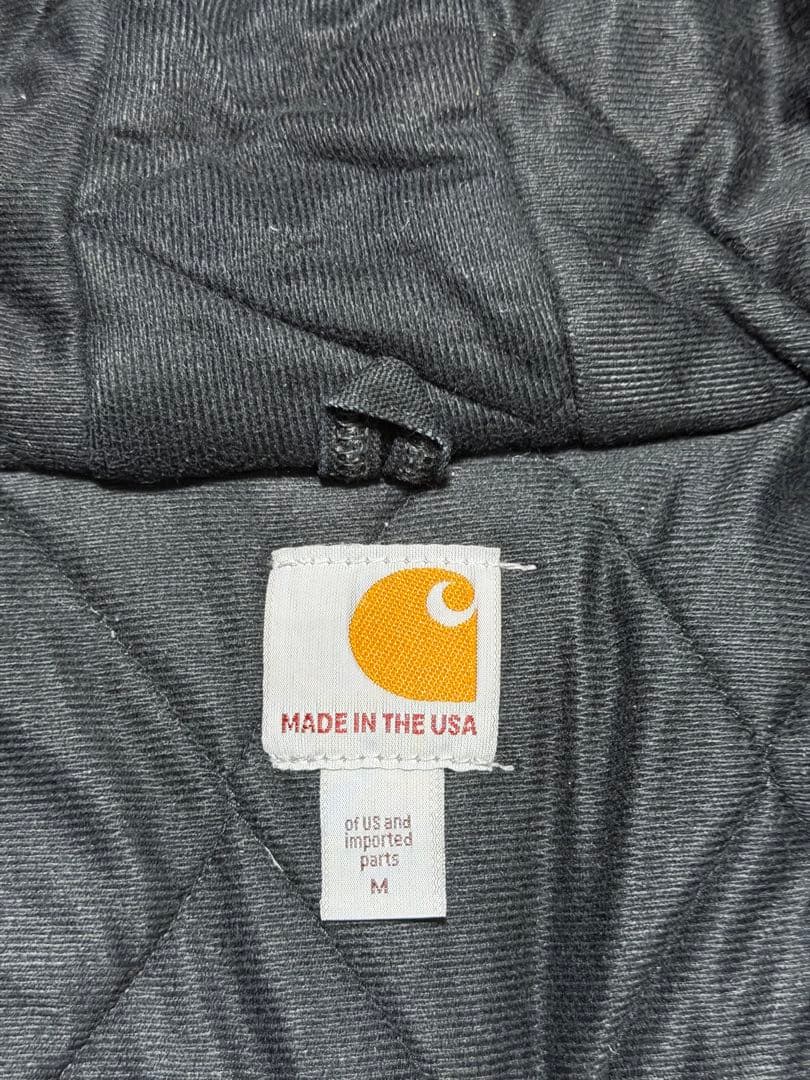 MADE IN THE USA
of US and
imported
parts
M